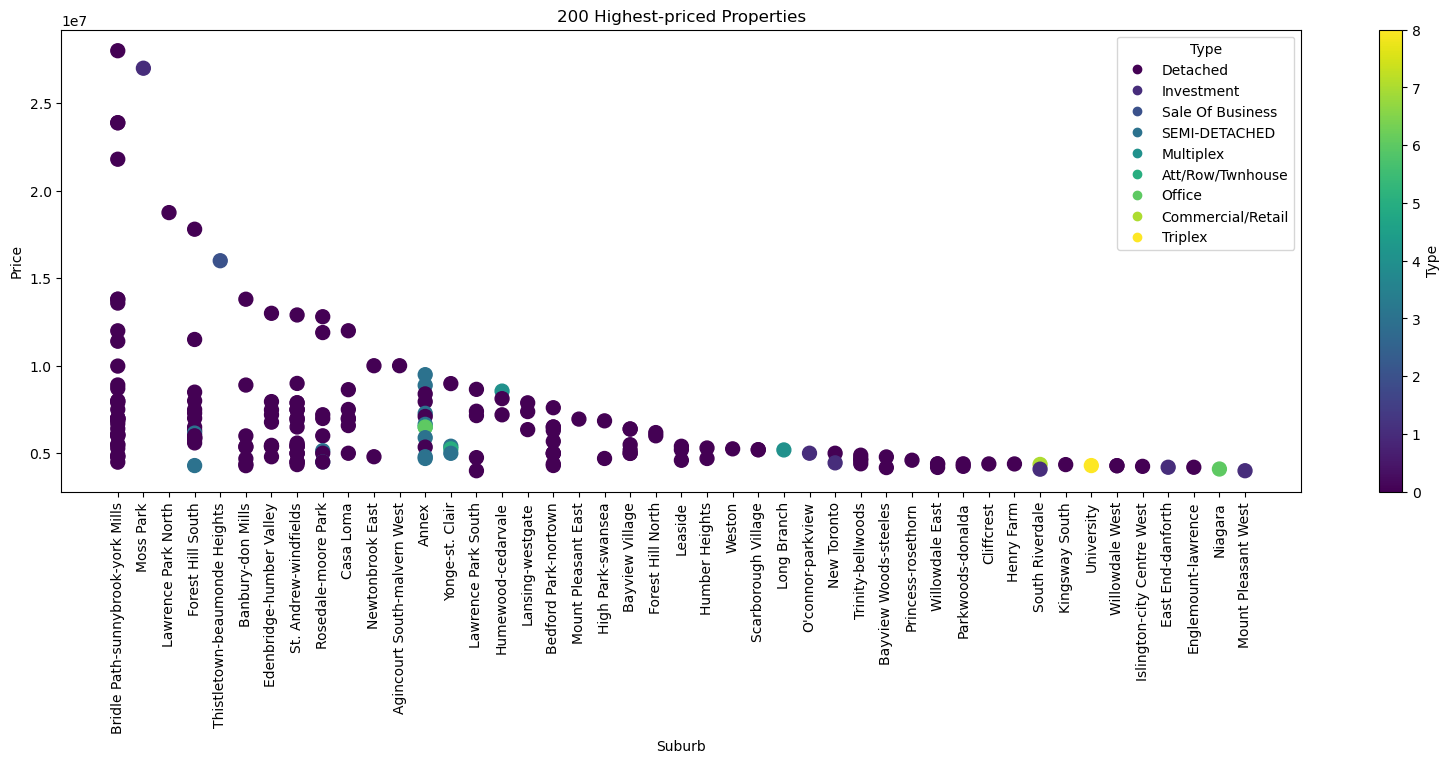 200 Highest-priced Properties
1e7
2.5
2.0
1.5
1.0
0.5
Price
Type
Detached
Investment
Sale Of Business
SEMI-DETACHED
Multiplex
Att/Row/Twnhouse
Office
Commercial/Retail
Triplex
8
7
6
5
4
3
2
1
0
Type
Bridle Path-sunnybrook-york Mills
Moss Park
Lawrence Park North
Forest Hill South
Thistletown-beaumonde Heights
Banbury-don Mills
Edenbridge-humber Valley
St. Andrew-windfields
Rosedale-moore Park
Casa Loma
Newtonbrook East
Agincourt South-malvern West
Annex
Yonge-st. Clair
Lawrence Park South
Humewood-cedarvale
Lansing-westgate
Bedford Park-nortown
Mount Pleasant East
High Park-swansea
Bayview Village
Forest Hill North
Leaside
Humber Heights
Weston
Scarborough Village
Long Branch
O'connor-parkview
New Toronto
Trinity-bellwoods
Bayview Woods-steeles
Princess-rosethorn
Willowdale East
Parkwoods-donalda
Cliffcrest
Henry Farm
South Riverdale
Kingsway South
University
Willowdale West
Islington-city Centre West
East End-danforth
Englemount-lawrence
Niagara
Mount Pleasant West
Suburb